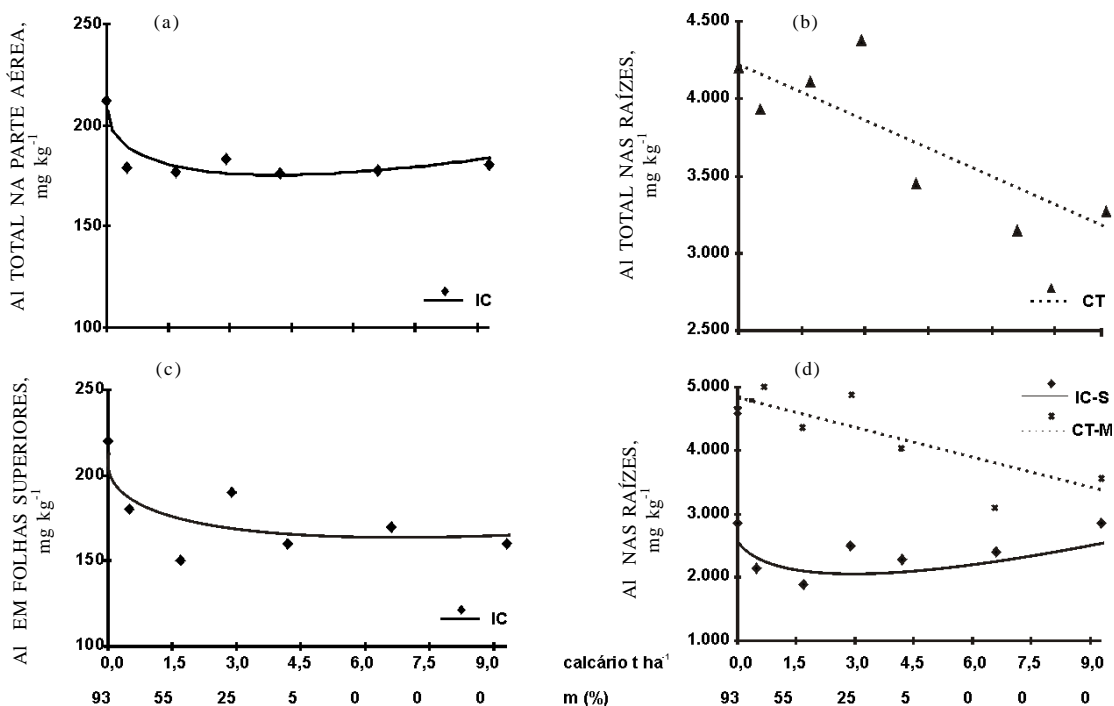 (a)
Al TOTAL NA PARTE AÉREA,
mg kg-1
250
200
150
100
IC
(b)
Al TOTAL NAS RAÍZES,
mg kg-1
4.500
4.000
3.500
3.000
2.500
CT
(c)
Al EM FOLHAS SUPERIORES,
mg kg-1
250
200
150
100
IC
0,0 1,5 3,0 4,5 6,0 7,5 9,0
93 55 25 5 0 0 0
(d)
Al NAS RAÍZES,
mg kg-1
5.000
4.000
3.000
2.000
1.000
IC-S
CT-M
calcário t ha-1 0,0 1,5 3,0 4,5 6,0 7,5 9,0
m (%) 93 55 25 5 0 0 0